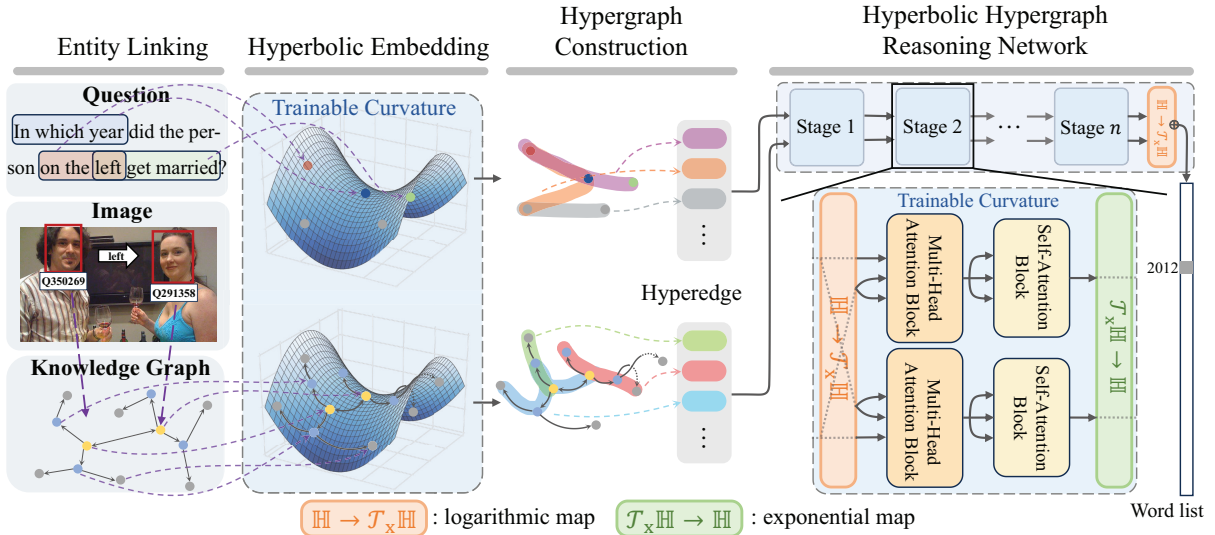 Entity Linking
Hyperbolic Embedding
Hypergraph
Construction
Hyperbolic Hypergraph
Reasoning Network
Question
In which year did the per-
son on the left get married?
Image
left
Q350269
Q291358
Knowledge Graph
Trainable Curvature
Hyperedge
⋮
⋮
Stage 1
Stage 2
···
Stage n
ℍ → 𝒯ₓℍ
Trainable Curvature
ℍ → 𝒯ₓℍ
Multi-Head
Attention Block
Self-Attention
Block
Multi-Head
Attention Block
Self-Attention
Block
𝒯ₓℍ → ℍ
2012
Word list
ℍ → 𝒯ₓℍ : logarithmic map
𝒯ₓℍ → ℍ : exponential map